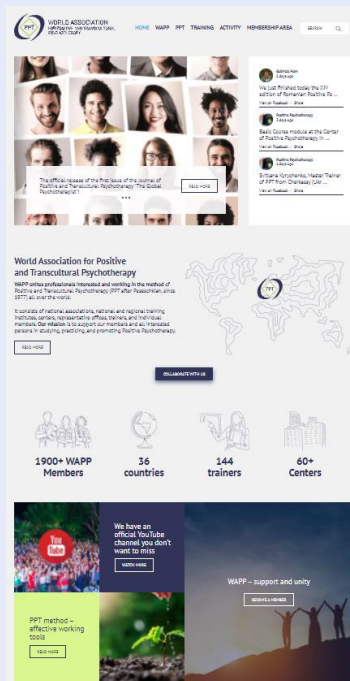 PPT
WORLD ASSOCIATION
FOR POSITIVE AND TRANSCULTURAL
PSYCHOTHERAPY
HOME WAPP PPT TRAINING ACTIVITY MEMBERSHIP AREA
SEARCH
We just finished today the XIV
edition of Romanian Positive Ps ...
View on Facebook · Share
Positive Psychotherapy
Basic Course module at the Center
of Positive Psychotherapy in ...
View on Facebook · Share
Positive Psychotherapy
Svitlana Kyrychenko, Master Trainer
of PPT from Cherkassy (Ukr ...
View on Facebook · Share
The official release of the first issue of the Journal of
Positive and Transcultural Psychotherapy "The Global
Psychotherapist"!
READ MORE
World Association for Positive
and Transcultural Psychotherapy
WAPP unites professionals interested and working in the method of
Positive and Transcultural Psychotherapy (PPT after Peseschkian, since
1977) all over the world.
It consists of national associations, national and regional training
institutes, centers, representative offices, trainers, and individual
members. Our mission is to support our members and all interested
persons in studying, practicing, and promoting Positive Psychotherapy.
READ MORE
PPT
COLLABORATE WITH US
1900+ WAPP
Members
36
countries
144
trainers
60+
Centers
You
Tube
We have an
official YouTube
channel you don't
want to miss
WATCH MORE
PPT method –
effective working
tools
READ MORE
WAPP – support and unity
BECOME A MEMBER